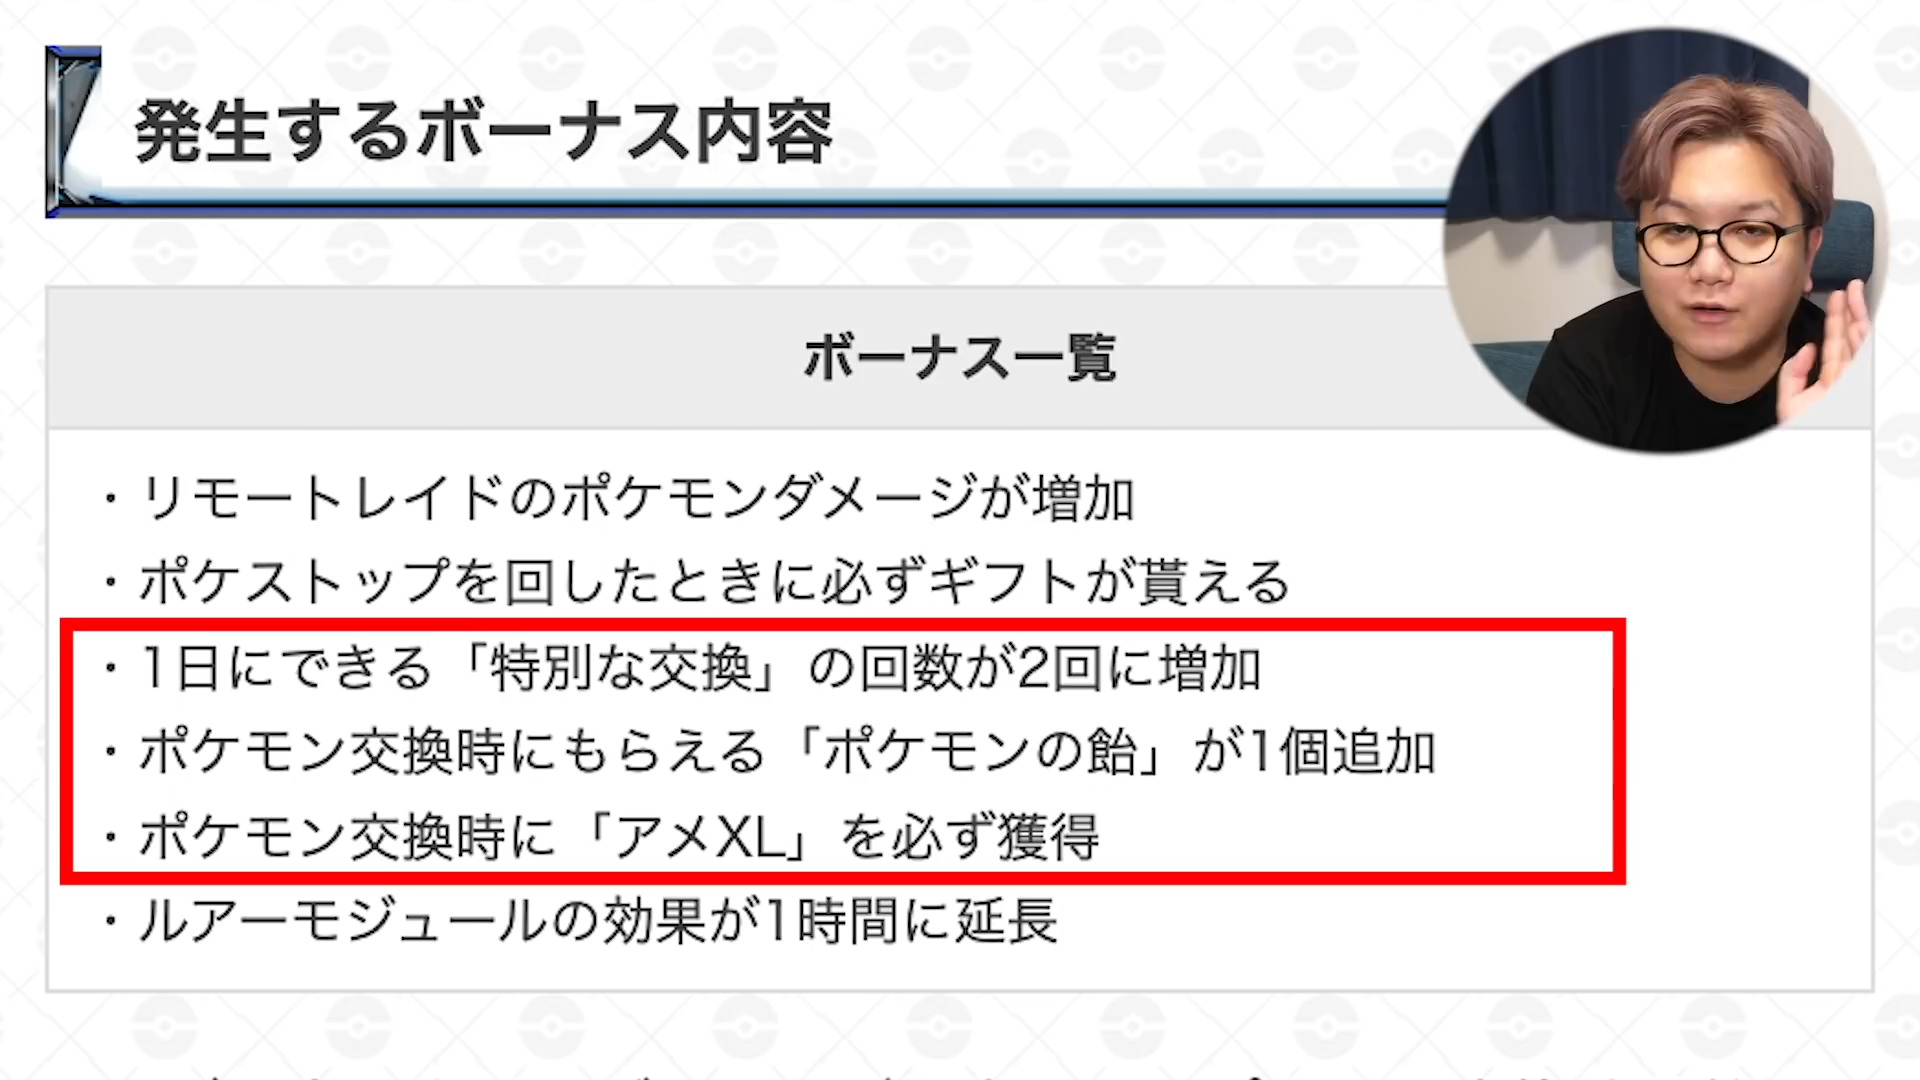 発生するボーナス内容
ボーナス一覧
・リモートレイドのポケモンダメージが増加
・ポケストップを回したときに必ずギフトが貰える
・1日にできる「特別な交換」の回数が2回に増加
・ポケモン交換時にもらえる「ポケモンの飴」が1個追加
・ポケモン交換時に「アメXL」を必ず獲得
・ルアーモジュールの効果が1時間に延長